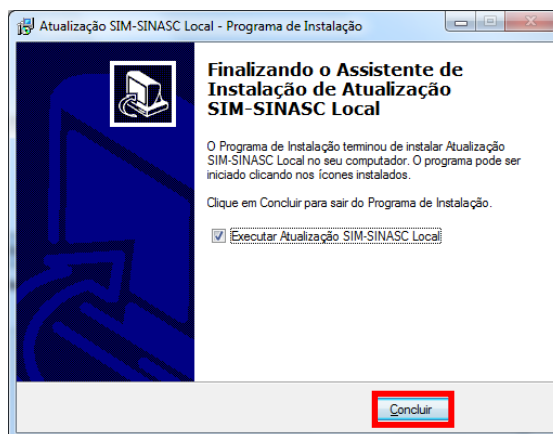 Atualização SIM-SINASC Local - Programa de Instalação
Finalizando o Assistente de
Instalação de Atualização
SIM-SINASC Local
O Programa de Instalação terminou de instalar Atualização
SIM-SINASC Local no seu computador. O programa pode ser
iniciado clicando nos ícones instalados.
Clique em Concluir para sair do Programa de Instalação.
Executar Atualização SIM-SINASC Local
Concluir